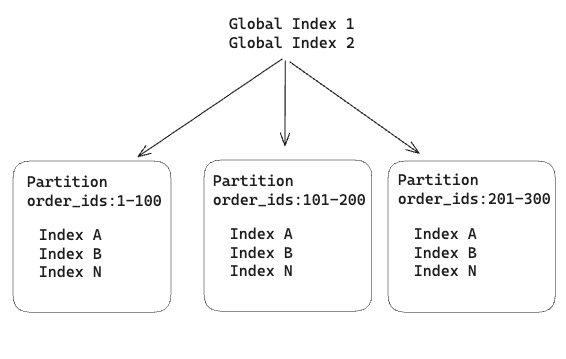 Global Index 1
Global Index 2
Partition
order_ids:1-100
Index A
Index B
Index N
Partition
order_ids:101-200
Index A
Index B
Index N
Partition
order_ids:201-300
Index A
Index B
Index N